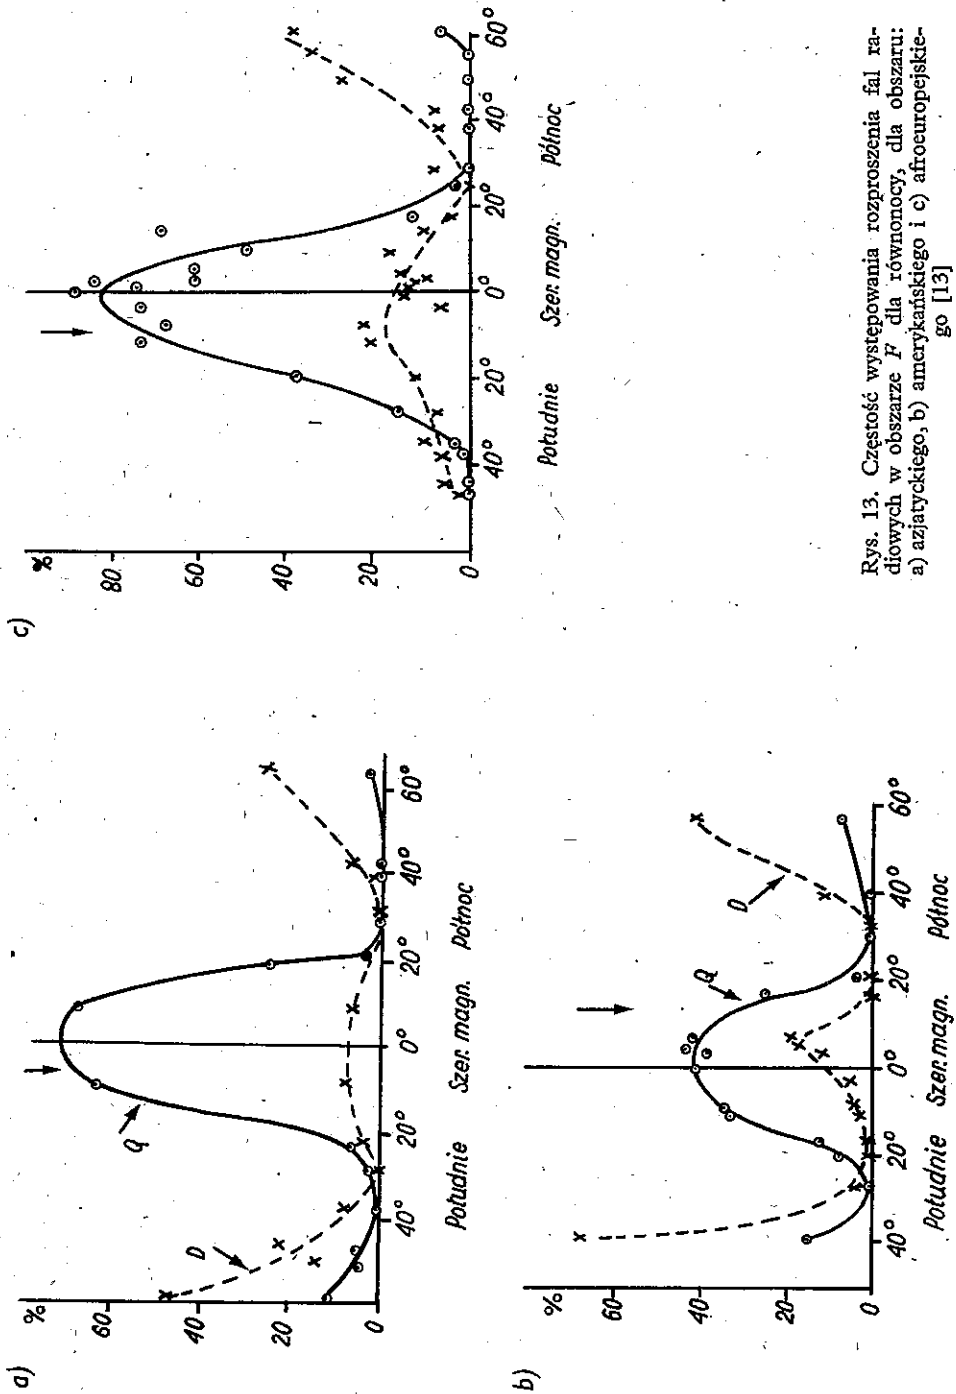 a)
%
60
40
20
0
D
Q
40° 20° 0° 20° 40° 60°
Południe Szer. magn. Północ
b)
%
60
40
20
0
Q
D
40° 20° 0° 20° 40° 60°
Południe Szer. magn. Północ
c)
%
80
60
40
20
0
40° 20° 0° 20° 40° 60°
Południe Szer. magn. Północ
Rys. 13. Częstość występowania rozproszenia fal ra-
diowych w obszarze F dla równonocy, dla obszaru:
a) azjatyckiego, b) amerykańskiego i c) afroeuropejskie-
go [13]